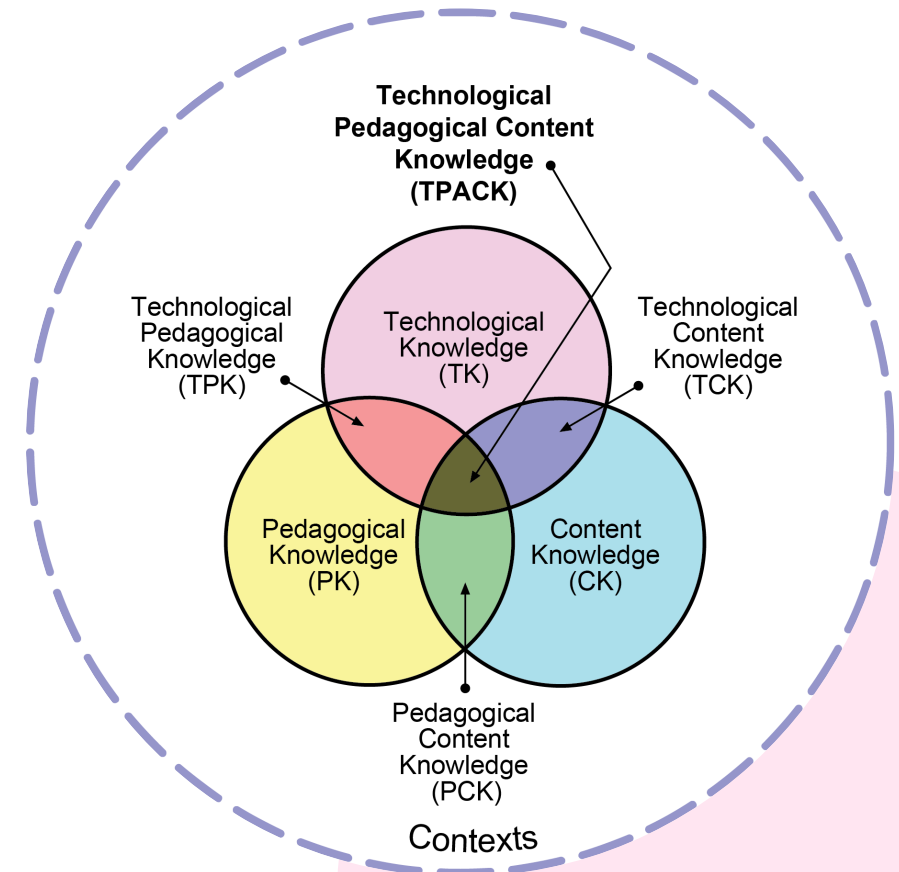 Technological
Pedagogical Content
Knowledge
(TPACK)
Technological
Pedagogical
Knowledge
(TPK)
Technological
Knowledge
(TK)
Technological
Content
Knowledge
(TCK)
Pedagogical
Knowledge
(PK)
Content
Knowledge
(CK)
Pedagogical
Content
Knowledge
(PCK)
Contexts